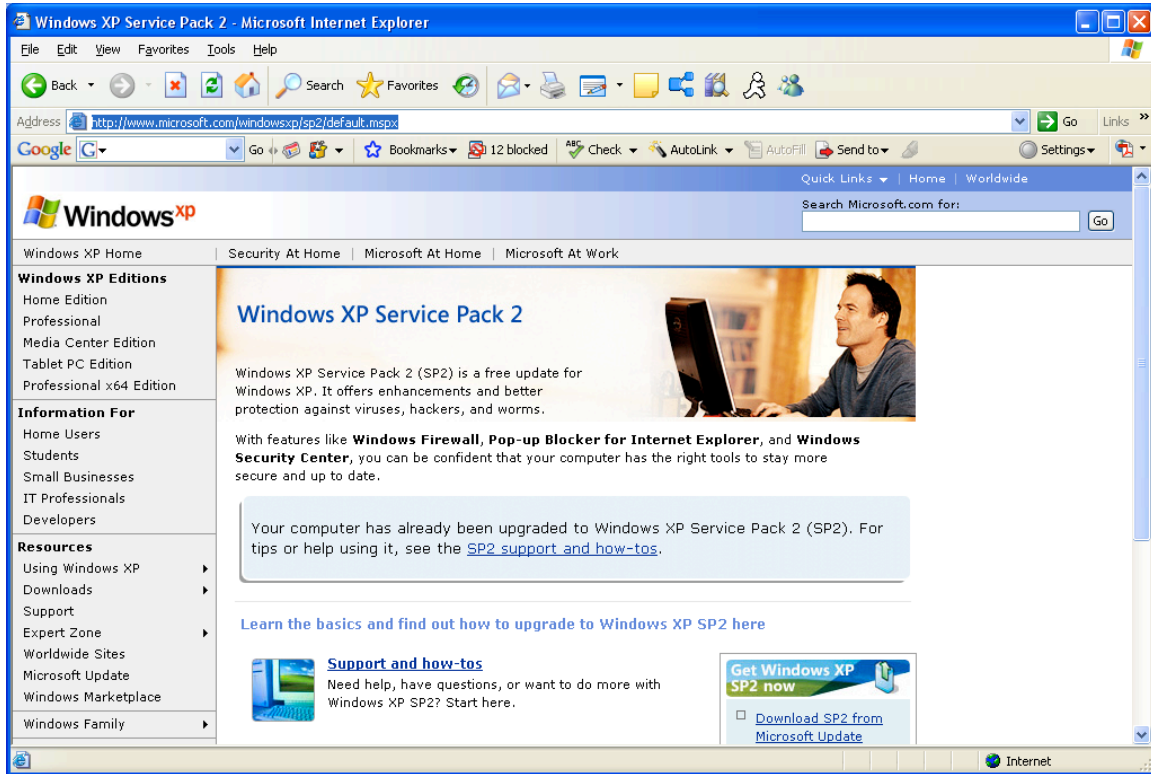 Windows XP Service Pack 2 - Microsoft Internet Explorer
File Edit View Favorites Tools Help
Back Search Favorites
Address http://www.microsoft.com/windowsxp/sp2/default.mspx Go Links »
Google G Go Bookmarks 12 blocked ABC Check AutoLink AutoFill Send to Settings
Quick Links | Home | Worldwide
Windows xp
Search Microsoft.com for:
Go
Windows XP Home | Security At Home | Microsoft At Home | Microsoft At Work
Windows XP Editions
Home Edition
Professional
Media Center Edition
Tablet PC Edition
Professional x64 Edition
Information For
Home Users
Students
Small Businesses
IT Professionals
Developers
Resources
Using Windows XP
Downloads
Support
Expert Zone
Worldwide Sites
Microsoft Update
Windows Marketplace
Windows Family
Windows XP Service Pack 2
Windows XP Service Pack 2 (SP2) is a free update for
Windows XP. It offers enhancements and better
protection against viruses, hackers, and worms.
With features like Windows Firewall, Pop-up Blocker for Internet Explorer, and Windows
Security Center, you can be confident that your computer has the right tools to stay more
secure and up to date.
Your computer has already been upgraded to Windows XP Service Pack 2 (SP2). For
tips or help using it, see the SP2 support and how-tos.
Learn the basics and find out how to upgrade to Windows XP SP2 here
Support and how-tos
Need help, have questions, or want to do more with
Windows XP SP2? Start here.
Get Windows XP
SP2 now
Download SP2 from
Microsoft Update
Internet